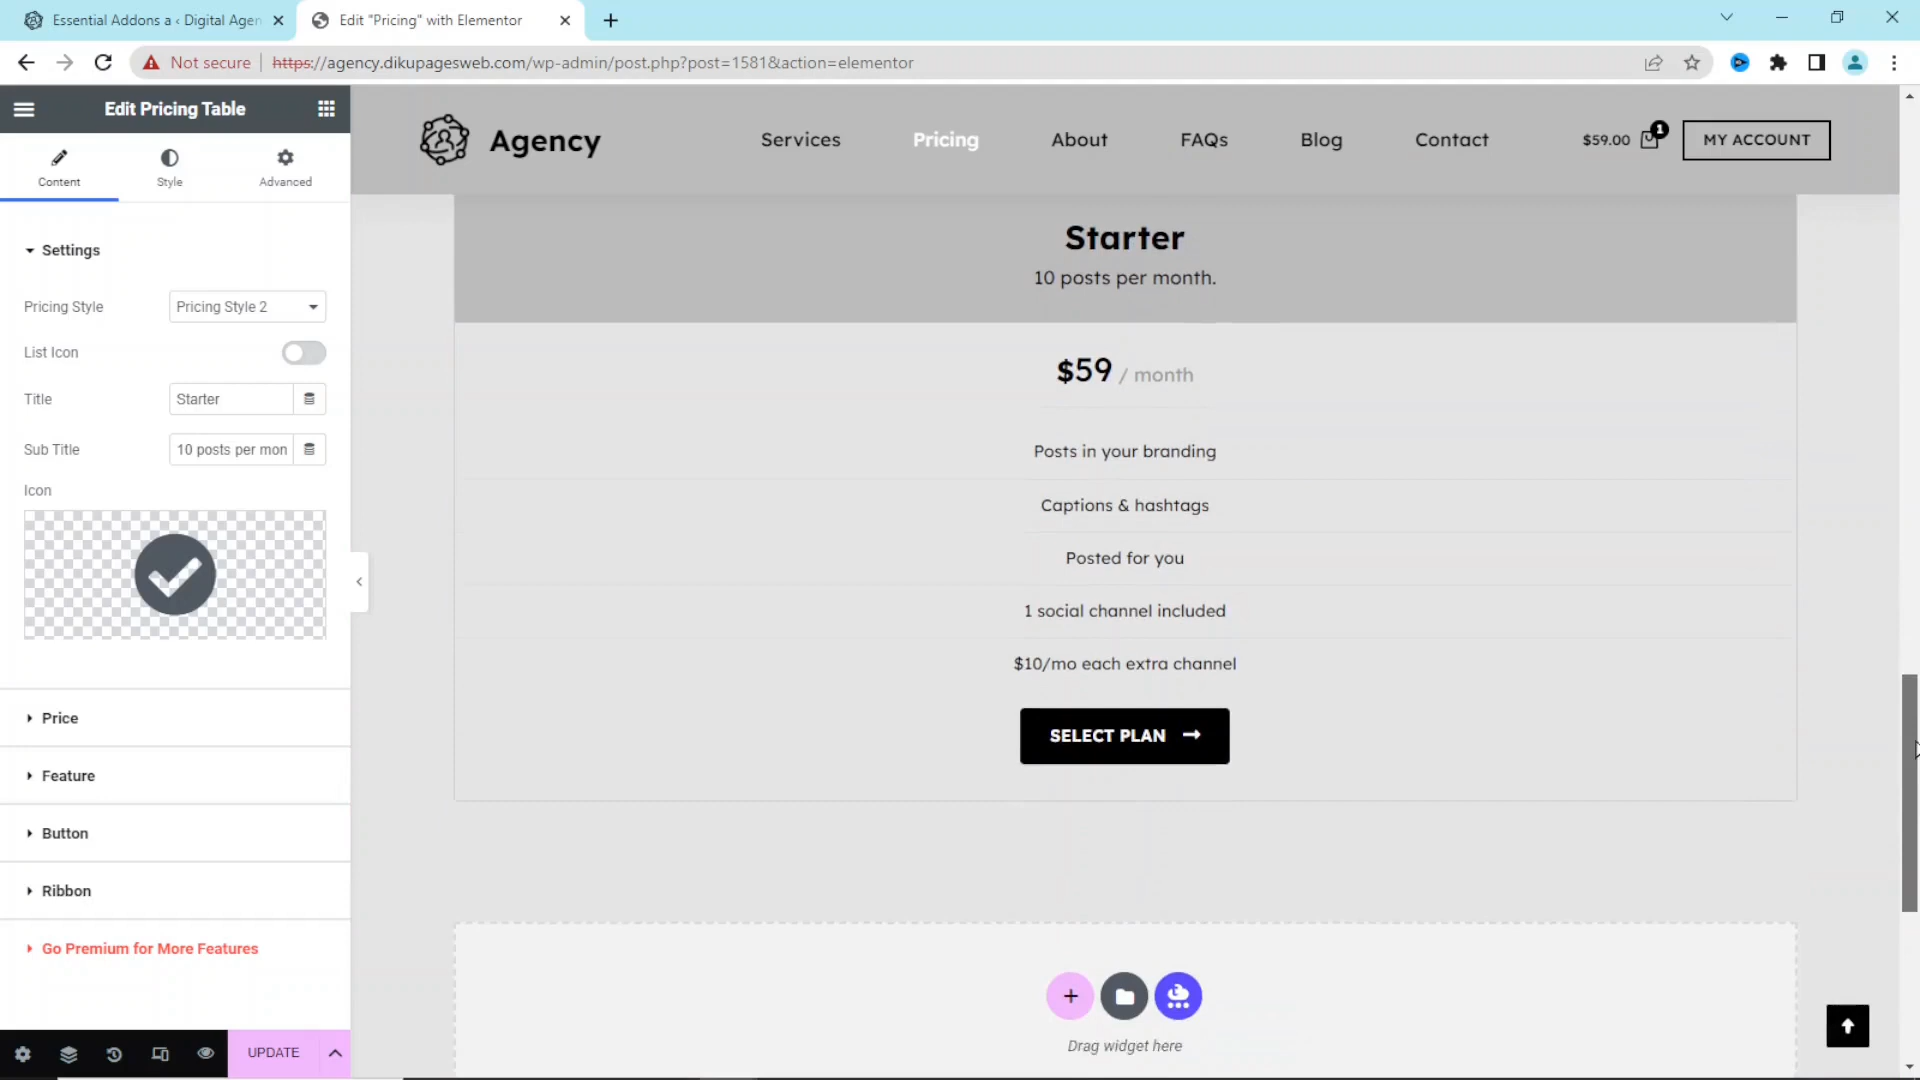 Essential Addons a ‹ Digital Agen
Edit "Pricing" with Elementor
Not secure
https://agency.dikupagesweb.com/wp-admin/post.php?post=1581&action=elementor
Edit Pricing Table
Content
Style
Advanced
Settings
Pricing Style
Pricing Style 2
List Icon
Title
Starter
Sub Title
10 posts per mon
Icon
Price
Feature
Button
Ribbon
Go Premium for More Features
UPDATE
Agency
Services
Pricing
About
FAQs
Blog
Contact
$59.00
1
MY ACCOUNT
Starter
10 posts per month.
$59 / month
Posts in your branding
Captions & hashtags
Posted for you
1 social channel included
$10/mo each extra channel
SELECT PLAN
Drag widget here